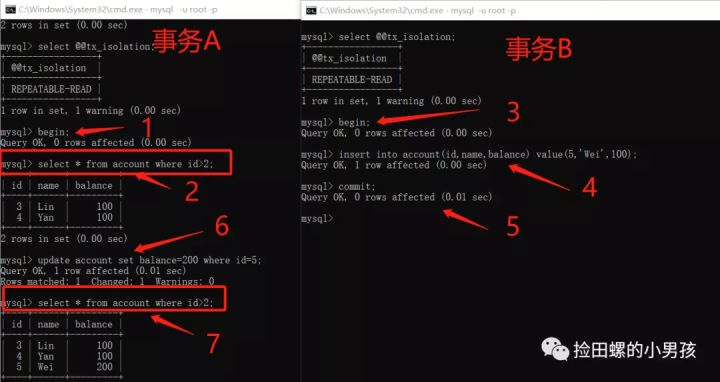 C:\Windows\System32\cmd.exe - mysql -u root -p
2 rows in set (0.00 sec)
事务A
mysql> select @@tx_isolation;
+-----------------+
| @@tx_isolation |
+-----------------+
| REPEATABLE-READ |
+-----------------+
1 row in set, 1 warning (0.00 sec)
1
mysql> begin;
Query OK, 0 rows affected (0.00 sec)
mysql> select * from account where id>2;
2
| id | name | balance |
| 3 | Lin | 100 |
| 4 | Yan | 100 |
2 rows in set (0.00 sec)
6
mysql> update account set balance=200 where id=5;
Query OK, 1 row affected (0.01 sec)
Rows matched: 1 Changed: 1 Warnings: 0
mysql> select * from account where id>2;
7
| id | name | balance |
| 3 | Lin | 100 |
| 4 | Yan | 100 |
| 5 | Wei | 200 |
C:\Windows\System32\cmd.exe - mysql -u root -p
mysql> select @@tx_isolation;
事务B
| @@tx_isolation |
| REPEATABLE-READ |
1 row in set, 1 warning (0.00 sec)
3
mysql> begin;
Query OK, 0 rows affected (0.00 sec)
mysql> insert into account(id,name,balance) value(5,'Wei',100);
Query OK, 1 row affected (0.00 sec)
4
mysql> commit;
Query OK, 0 rows affected (0.01 sec)
5
mysql>
捡田螺的小男孩